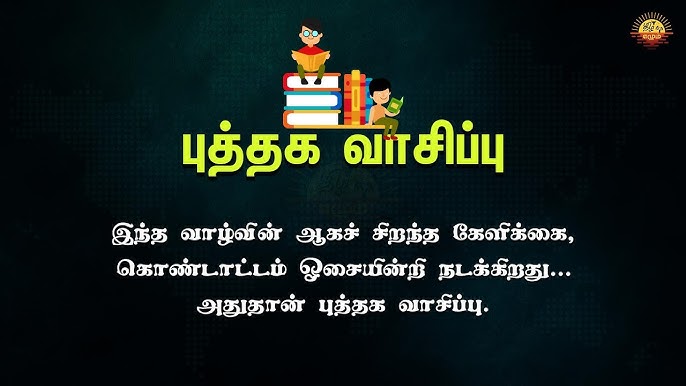 புத்தக வாசிப்பு
இந்த வாழ்வின் ஆகச் சிறந்த கேளிக்கை,
கொண்டாட்டம் ஓசையின்றி நடக்கிறது...
அதுதான் புத்தக வாசிப்பு.